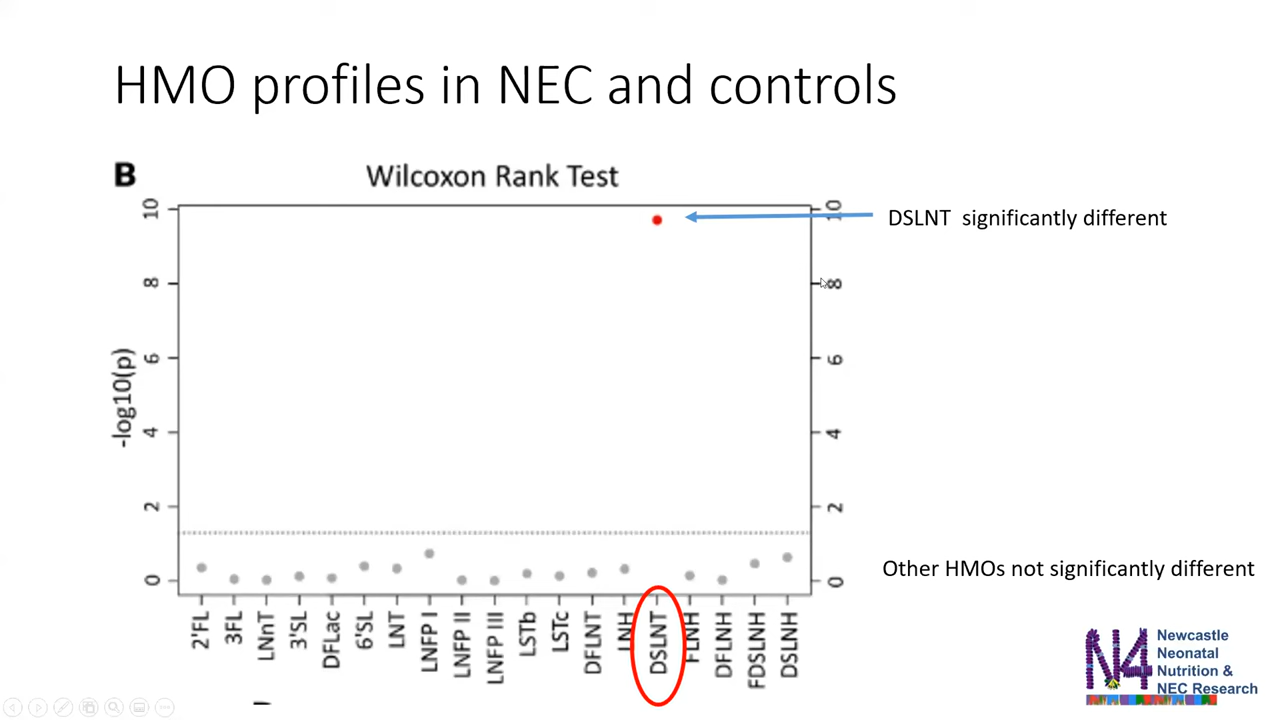 HMO profiles in NEC and controls
B
Wilcoxon Rank Test
10
8
6
4
2
0
-log10(p)
10
8
6
4
2
0
DSLNT significantly different
Other HMOs not significantly different
2'FL
3FL
LNnT
3'SL
DFLac
6'SL
LNT
LNFP I
LNFP II
LNFP III
LSTb
LSTc
DFLNT
LNH
DSLNT
FLNH
DFLNH
FDSLNH
DSLNH
N4
Newcastle
Neonatal
Nutrition &
NEC Research